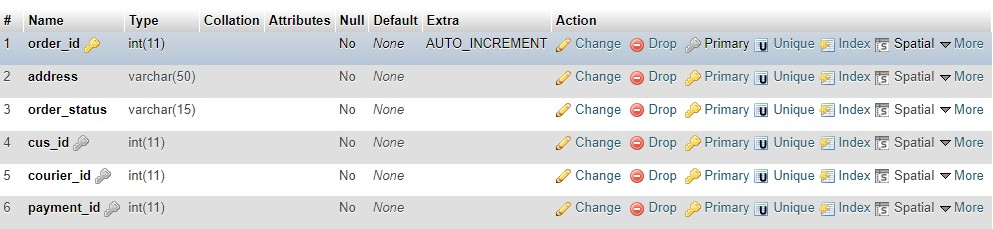 # Name Type Collation Attributes Null Default Extra Action
1 order_id int(11) No None AUTO_INCREMENT Change Drop Primary Unique Index Spatial More
2 address varchar(50) No None Change Drop Primary Unique Index Spatial More
3 order_status varchar(15) No None Change Drop Primary Unique Index Spatial More
4 cus_id int(11) No None Change Drop Primary Unique Index Spatial More
5 courier_id int(11) No None Change Drop Primary Unique Index Spatial More
6 payment_id int(11) No None Change Drop Primary Unique Index Spatial More